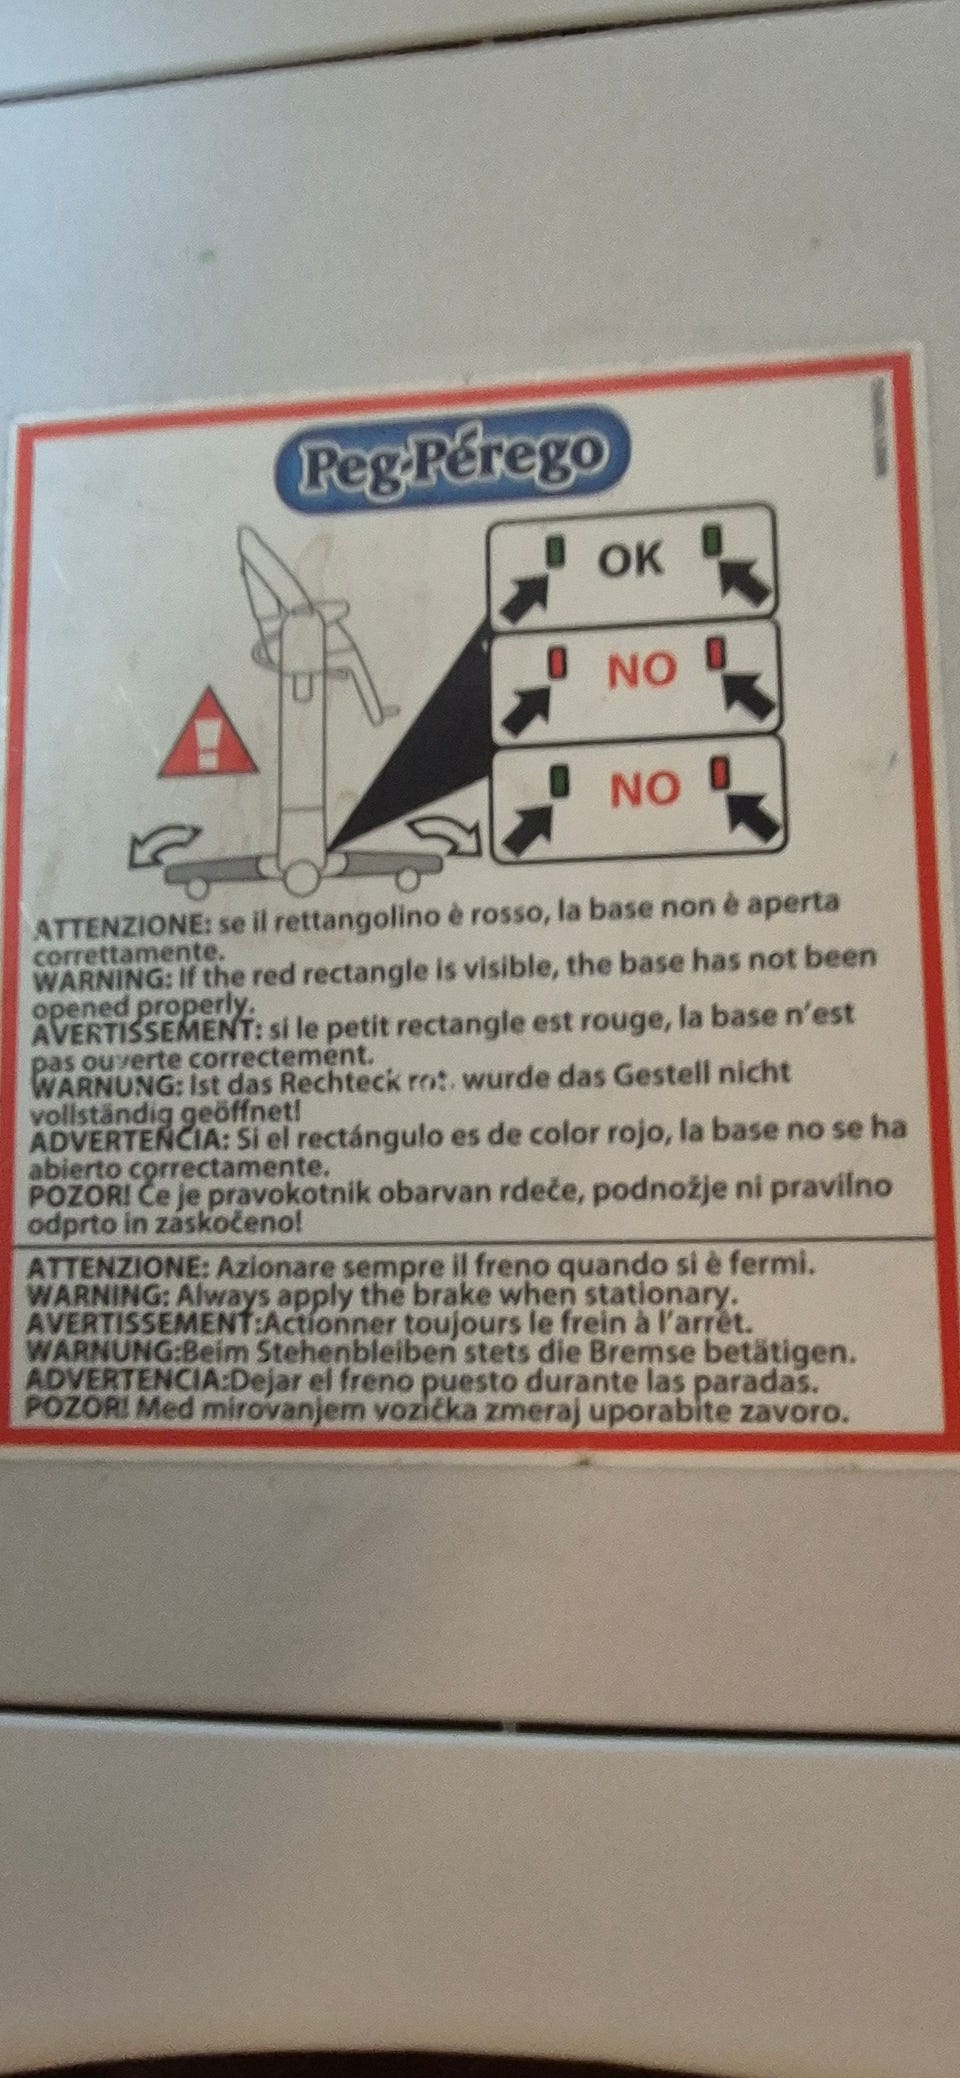 Peg-Pérego
OK
NO
NO
ATTENZIONE: se il rettangolino è rosso, la base non è aperta
correttamente.
WARNING: If the red rectangle is visible, the base has not been
opened properly.
AVERTISSEMENT: si le petit rectangle est rouge, la base n'est
pas ouverte correctement.
WARNUNG: Ist das Rechteck rot. wurde das Gestell nicht
vollständig geöffnet!
ADVERTENCIA: Si el rectángulo es de color rojo, la base no se ha
abierto correctamente.
POZOR! Če je pravokotnik obarvan rdeče, podnožje ni pravilno
odprto in zaskočeno!
ATTENZIONE: Azionare sempre il freno quando si è fermi.
WARNING: Always apply the brake when stationary.
AVERTISSEMENT:Actionner toujours le frein à l'arrêt.
WARNUNG:Beim Stehenbleiben stets die Bremse betätigen.
ADVERTENCIA:Dejar el freno puesto durante las paradas.
POZOR! Med mirovanjem vozička zmeraj uporabite zavoro.